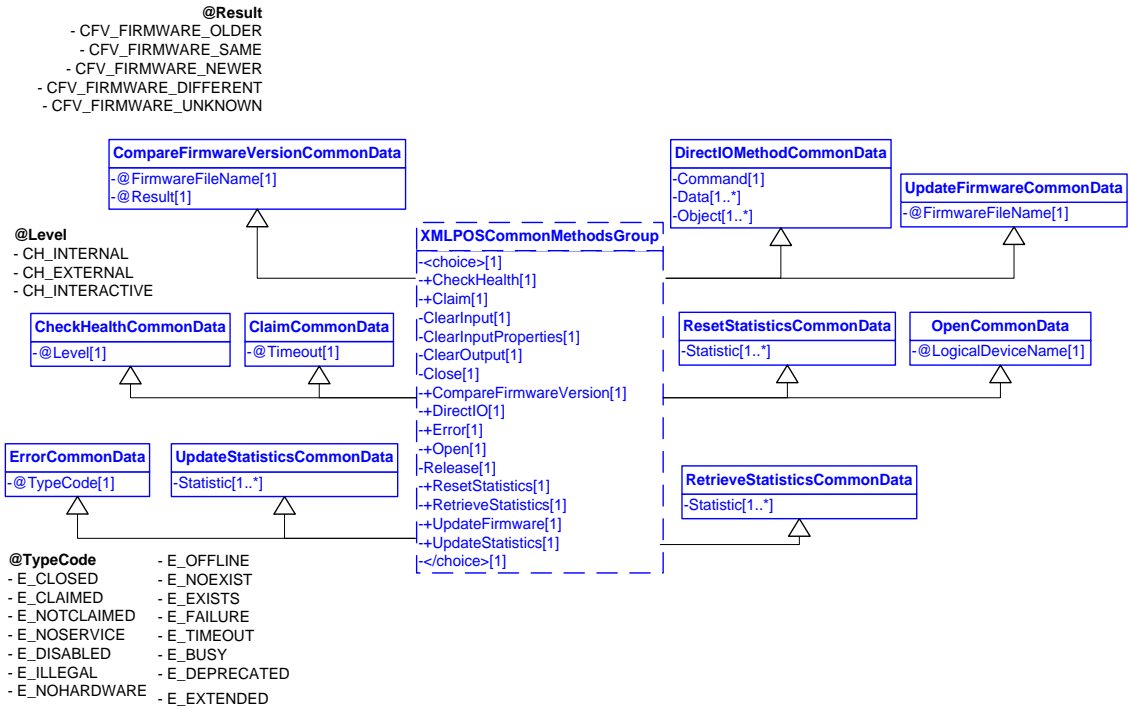 @Result
- CFV_FIRMWARE_OLDER
- CFV_FIRMWARE_SAME
- CFV_FIRMWARE_NEWER
- CFV_FIRMWARE_DIFFERENT
- CFV_FIRMWARE_UNKNOWN
CompareFirmwareVersionCommonData
-@FirmwareFileName[1]
-@Result[1]
DirectIOMethodCommonData
-Command[1]
-Data[1..*]
-Object[1..*]
UpdateFirmwareCommonData
-@FirmwareFileName[1]
@Level
- CH_INTERNAL
- CH_EXTERNAL
- CH_INTERACTIVE
XMLPOSCommonMethodsGroup
-<choice>[1]
-+CheckHealth[1]
-+Claim[1]
-ClearInput[1]
-ClearInputProperties[1]
-ClearOutput[1]
-Close[1]
-+CompareFirmwareVersion[1]
-+DirectIO[1]
-+Error[1]
-+Open[1]
-Release[1]
-+ResetStatistics[1]
-+RetrieveStatistics[1]
-+UpdateFirmware[1]
-+UpdateStatistics[1]
-</choice>[1]
CheckHealthCommonData
-@Level[1]
ClaimCommonData
-@Timeout[1]
ResetStatisticsCommonData
-Statistic[1..*]
OpenCommonData
-@LogicalDeviceName[1]
ErrorCommonData
-@TypeCode[1]
UpdateStatisticsCommonData
-Statistic[1..*]
RetrieveStatisticsCommonData
-Statistic[1..*]
@TypeCode
- E_CLOSED
- E_CLAIMED
- E_NOTCLAIMED
- E_NOSERVICE
- E_DISABLED
- E_ILLEGAL
- E_NOHARDWARE
- E_OFFLINE
- E_NOEXIST
- E_EXISTS
- E_FAILURE
- E_TIMEOUT
- E_BUSY
- E_DEPRECATED
- E_EXTENDED